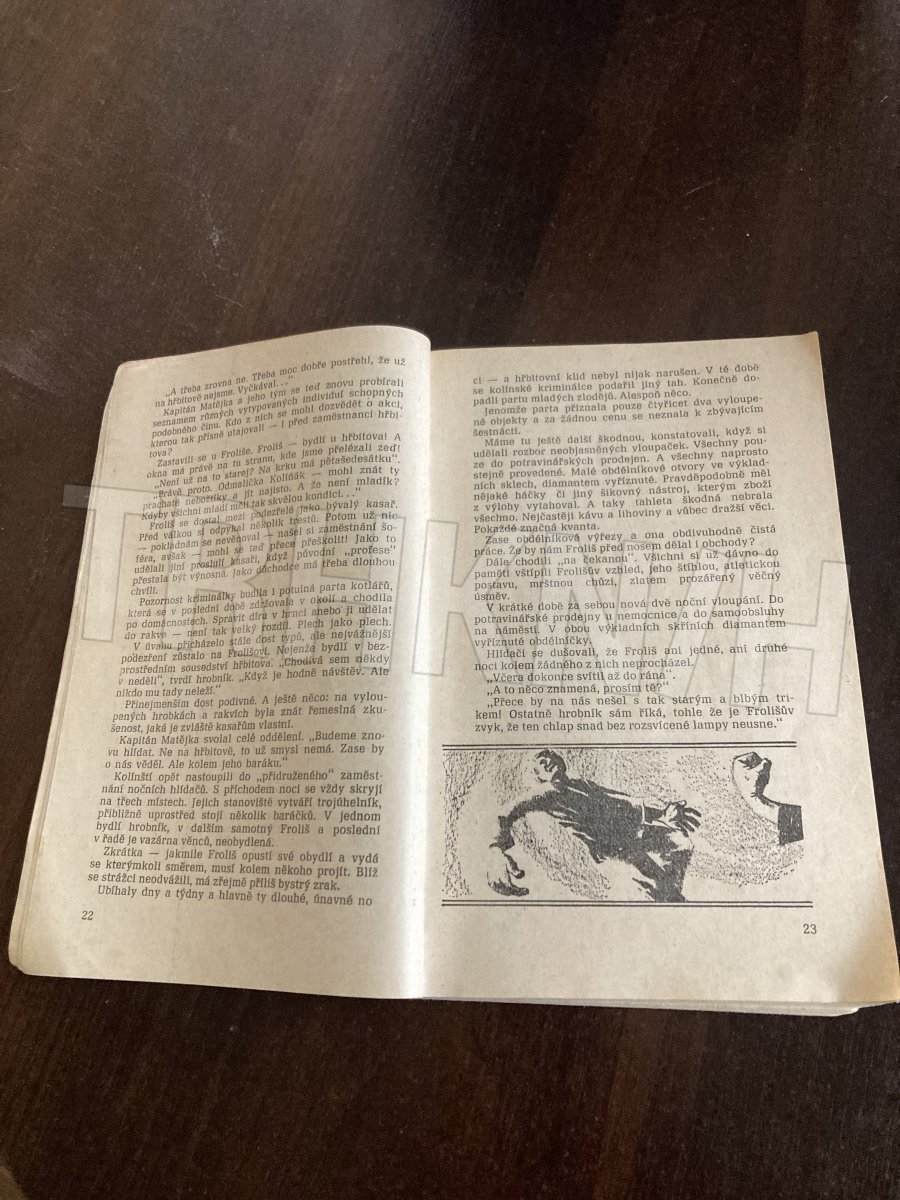 „A třeba zrovna ne. Třeba moc dobře postřehl, že už
na hřbitově nejsme. Vyčkával. . .“
Kapitán Matějka a jeho tým se teď znovu probírali
seznamem různých vytypovaných individuí schopných
podobného činu. Kdo z nich se mohl dozvědět o akci,
kterou tak přísně utajovali — i před zaměstnanci hřbi-
tova?
Zastavili se u Froliše. Froliš — bydlí u hřbitova! A
okna má právě na tu stranu, kde jsme přelézali zeď!
„Není už na to starej? Na krku má pětašedesátku“.
„Právě proto. Odmalička Kolíňák — mohl znát ty
prachaté nebožtíky a jít najisto. A že není mladík?
Kdyby všichni mladí měli tak skvělou kondici. . .“
Froliš se dostal mezi podezřelé jako bývalý kasař.
Před válkou si odpykal několik trestů. Potom už nic
— pokladnám se nevěnoval — našel si zaměstnání šo-
féra, avšak — mohl se teď přece přeškolit! Jako to
udělali jiní proslulí kasaři, když původní „profese“
přestala být výnosná. Jako důchodce má třeba dlouhou
chvíli.
Pozornost kriminálky budila i potulná parta kotlářů,
která se v poslední době zdržovala v okolí a chodila
po domácnostech. Spravit díru v hrnci anebo ji udělat
do rakve — není tak velký rozdíl. Plech jako plech.
V úvahu přicházelo stále dost typů, ale nejvážnější
podezření zůstalo na Frolišovi. Nejenže bydlí v bez-
prostředním sousedství hřbitova. „Chodívá sem někdy
v neděli“, tvrdí hrobník. „Když je hodně návštěv. Ale
nikdo mu tady neleží.“
Přinejmenším dost podivné. A ještě něco: na vylou-
pených hrobkách a rakvích byla znát řemeslná zku-
šenost, jaká je zvláště kasařům vlastní.
Kapitán Matějka svolal celé oddělení. „Budeme zno-
vu hlídat. Ne na hřbitově, to už smysl nemá. Zase by
o nás věděl. Ale kolem jeho baráku.“
Kolínští opět nastoupili do „přidruženého“ zaměst-
nání nočních hlídačů. S příchodem noci se vždy skryjí
na třech místech. Jejich stanoviště vytváří trojúhelník,
přibližně uprostřed stojí několik baráčků. V jednom
bydlí hrobník, v dalším samotný Froliš a poslední
v řadě je vazárna věnců, neobydlená.
Zkrátka — jakmile Froliš opustí své obydlí a vydá
se kterýmkoli směrem, musí kolem někoho projít. Blíž
se strážci neodvážili, má zřejmě příliš bystrý zrak.
Ubíhaly dny a týdny a hlavně ty dlouhé, únavné no
22
ci — a hřbitovní klid nebyl nijak narušen. V té době
se kolínské kriminálce podařil jiný tah. Konečně do-
padli partu mladých zlodějů. Alespoň něco.
Jenomže parta přiznala pouze čtyřicet dva vyloupe-
né objekty a za žádnou cenu se neznala k zbývajícím
šestnácti.
Máme tu ještě další škodnou, konstatovali, když si
udělali rozbor neobjasněných vloupaček. Všechny pou-
ze do potravinářských prodejen. A všechny naprosto
stejně provedené. Malé obdélníkové otvory ve výklad-
ních sklech, diamantem vyříznuté. Pravděpodobně měl
nějaké háčky či jiný šikovný nástroj, kterým zboží
z výlohy vytahoval. A taky tahleta škodná nebrala
všechno. Nejčastěji kávu a lihoviny a vůbec dražší věci.
Pokaždé značná kvanta.
Zase obdélníkové výřezy a ona obdivuhodně čistá
práce. Že by nám Froliš před nosem dělal i obchody?
Dále chodili „na čekanou“. Všichni si už dávno do
paměti vštípili Frolišův vzhled, jeho štíhlou, atletickou
postavu, mrštnou chůzi, zlatem prozářený věčný
úsměv.
V krátké době za sebou nová dvě noční vloupání. Do
potravinářské prodejny u nemocnice a do samoobsluhy
na náměstí. V obou výkladních skříních diamantem
vyříznuté obdélníčky.
Hlídači se dušovali, že Froliš ani jedné, ani druhé
noci kolem žádného z nich neprocházel.
„Včera dokonce svítil až do rána“.
„A to něco znamená, prosím tě?“
„Přece by na nás nešel s tak starým a blbým tri-
kem! Ostatně hrobník sám říká, tohle že je Frolišův
zvyk, že ten chlap snad bez rozsvícené lampy neusne.“
23